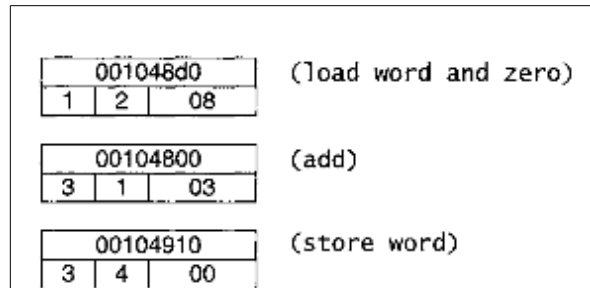 001048d0 (load word and zero)
1 2 08
00104800 (add)
3 1 03
00104910 (store word)
3 4 00